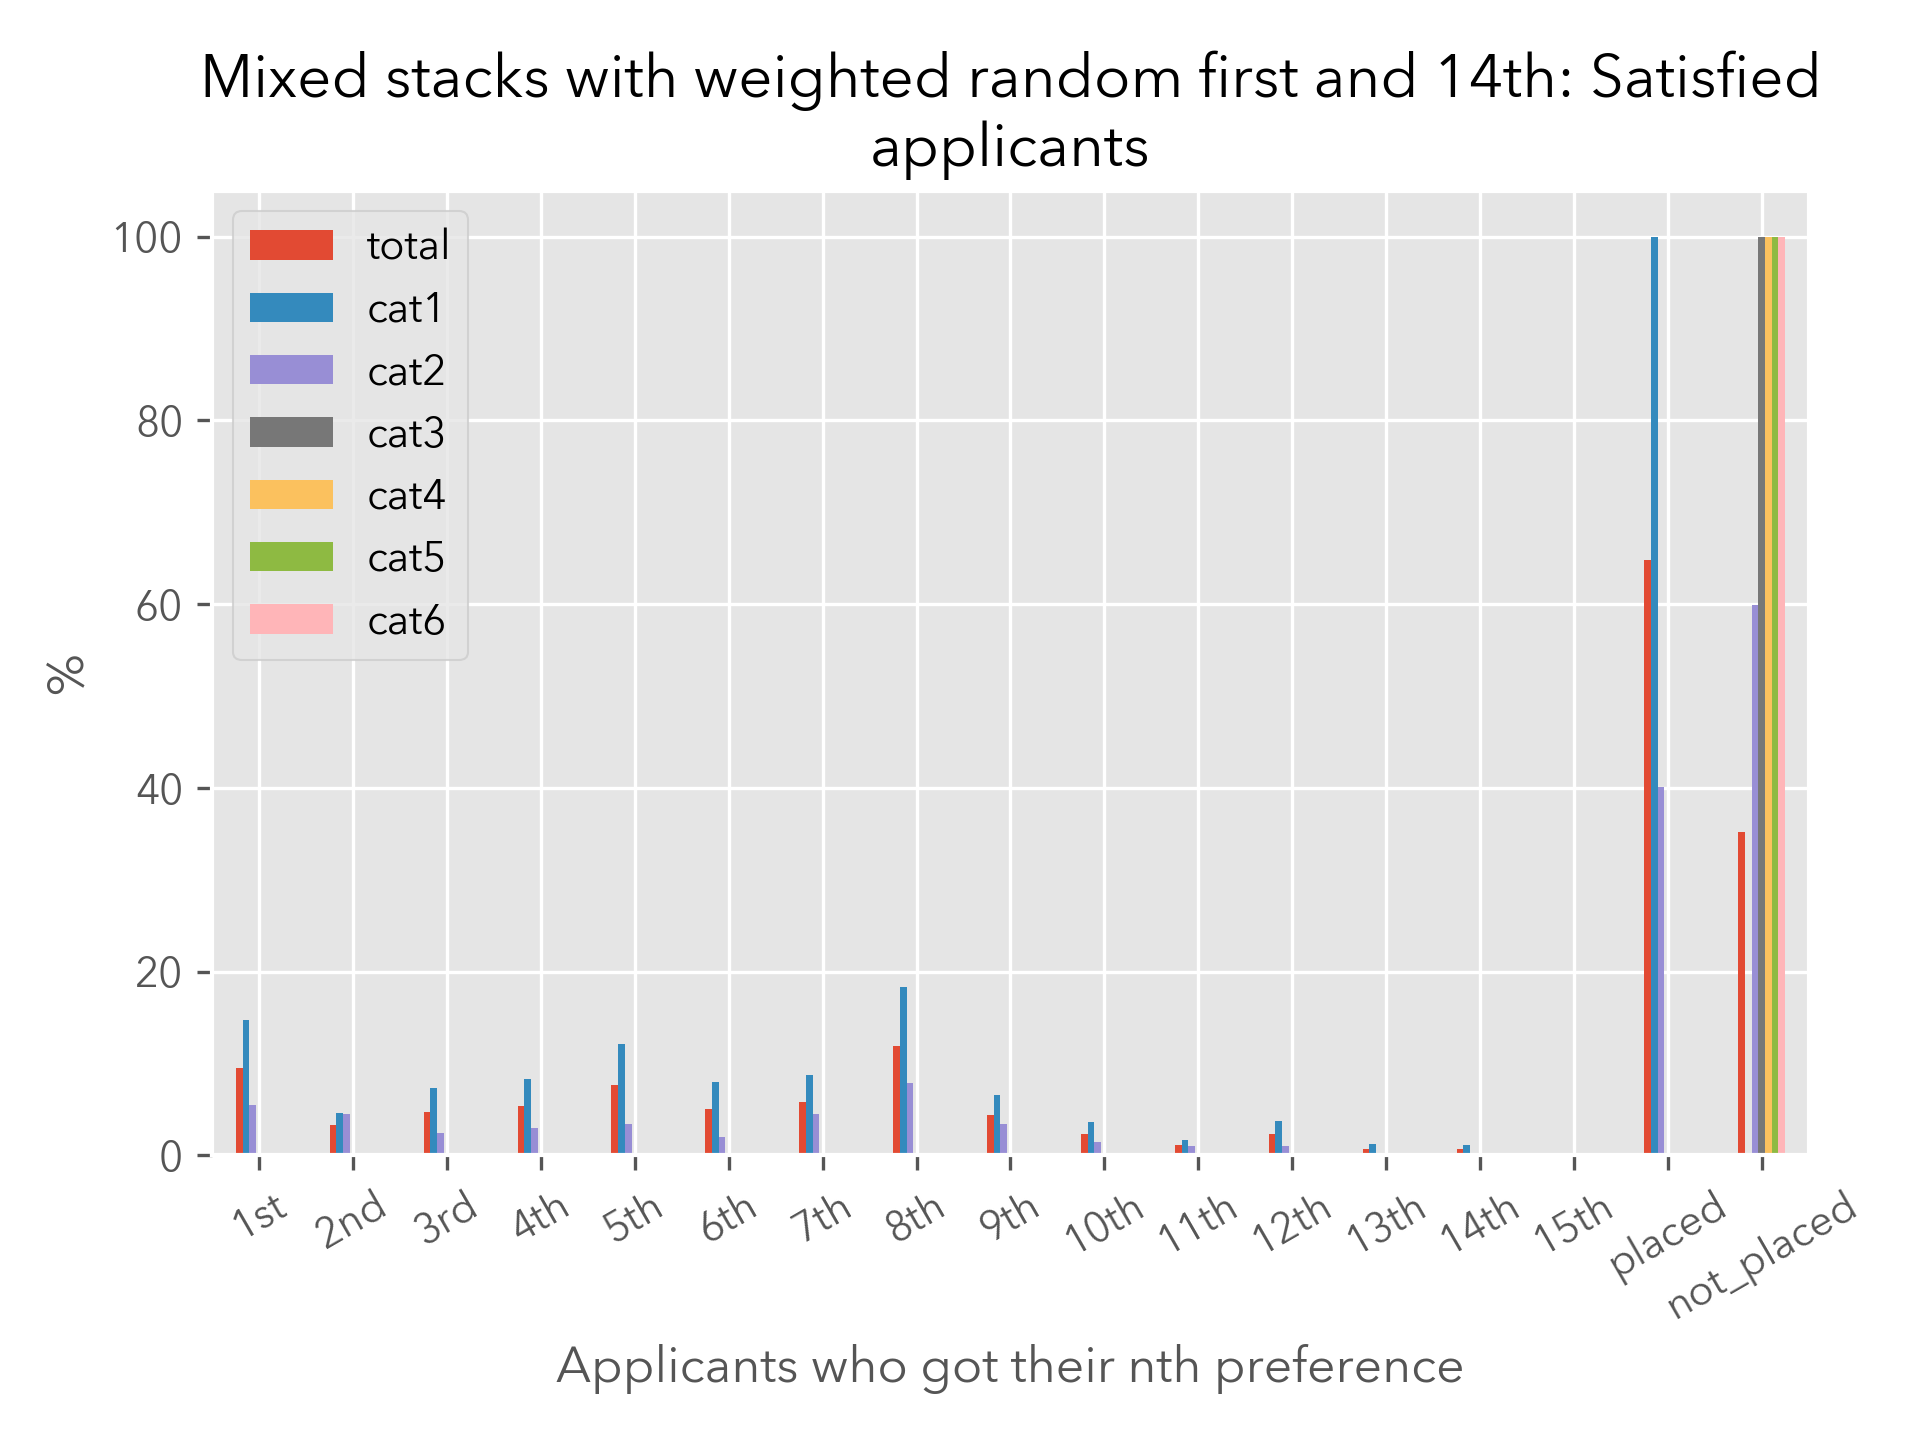 Mixed stacks with weighted random first and 14th: Satisfied
applicants
100
80
60
40
20
0
%
total
cat1
cat2
cat3
cat4
cat5
cat6
1st
2nd
3rd
4th
5th
6th
7th
8th
9th
10th
11th
12th
13th
14th
15th
placed
not_placed
Applicants who got their nth preference